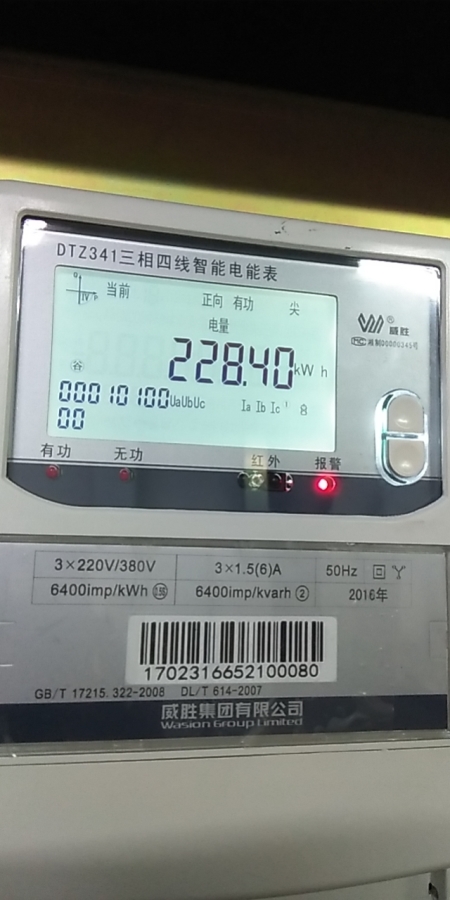 DTZ341三相四线智能电能表
当前
正向 有功 尖
电量
228.40kWh
谷
00010100UaUbUc Ia Ib Ic
00
威胜®
有功 无功 红外 报警
3×220V/380V 3×1.5(6)A 50Hz
6400imp/kWh 6400imp/kvarh ② 2016年
1702316652100080
GB/T 17215.322-2008 DL/T 614-2007
威胜集团有限公司
Wasion Group Limited